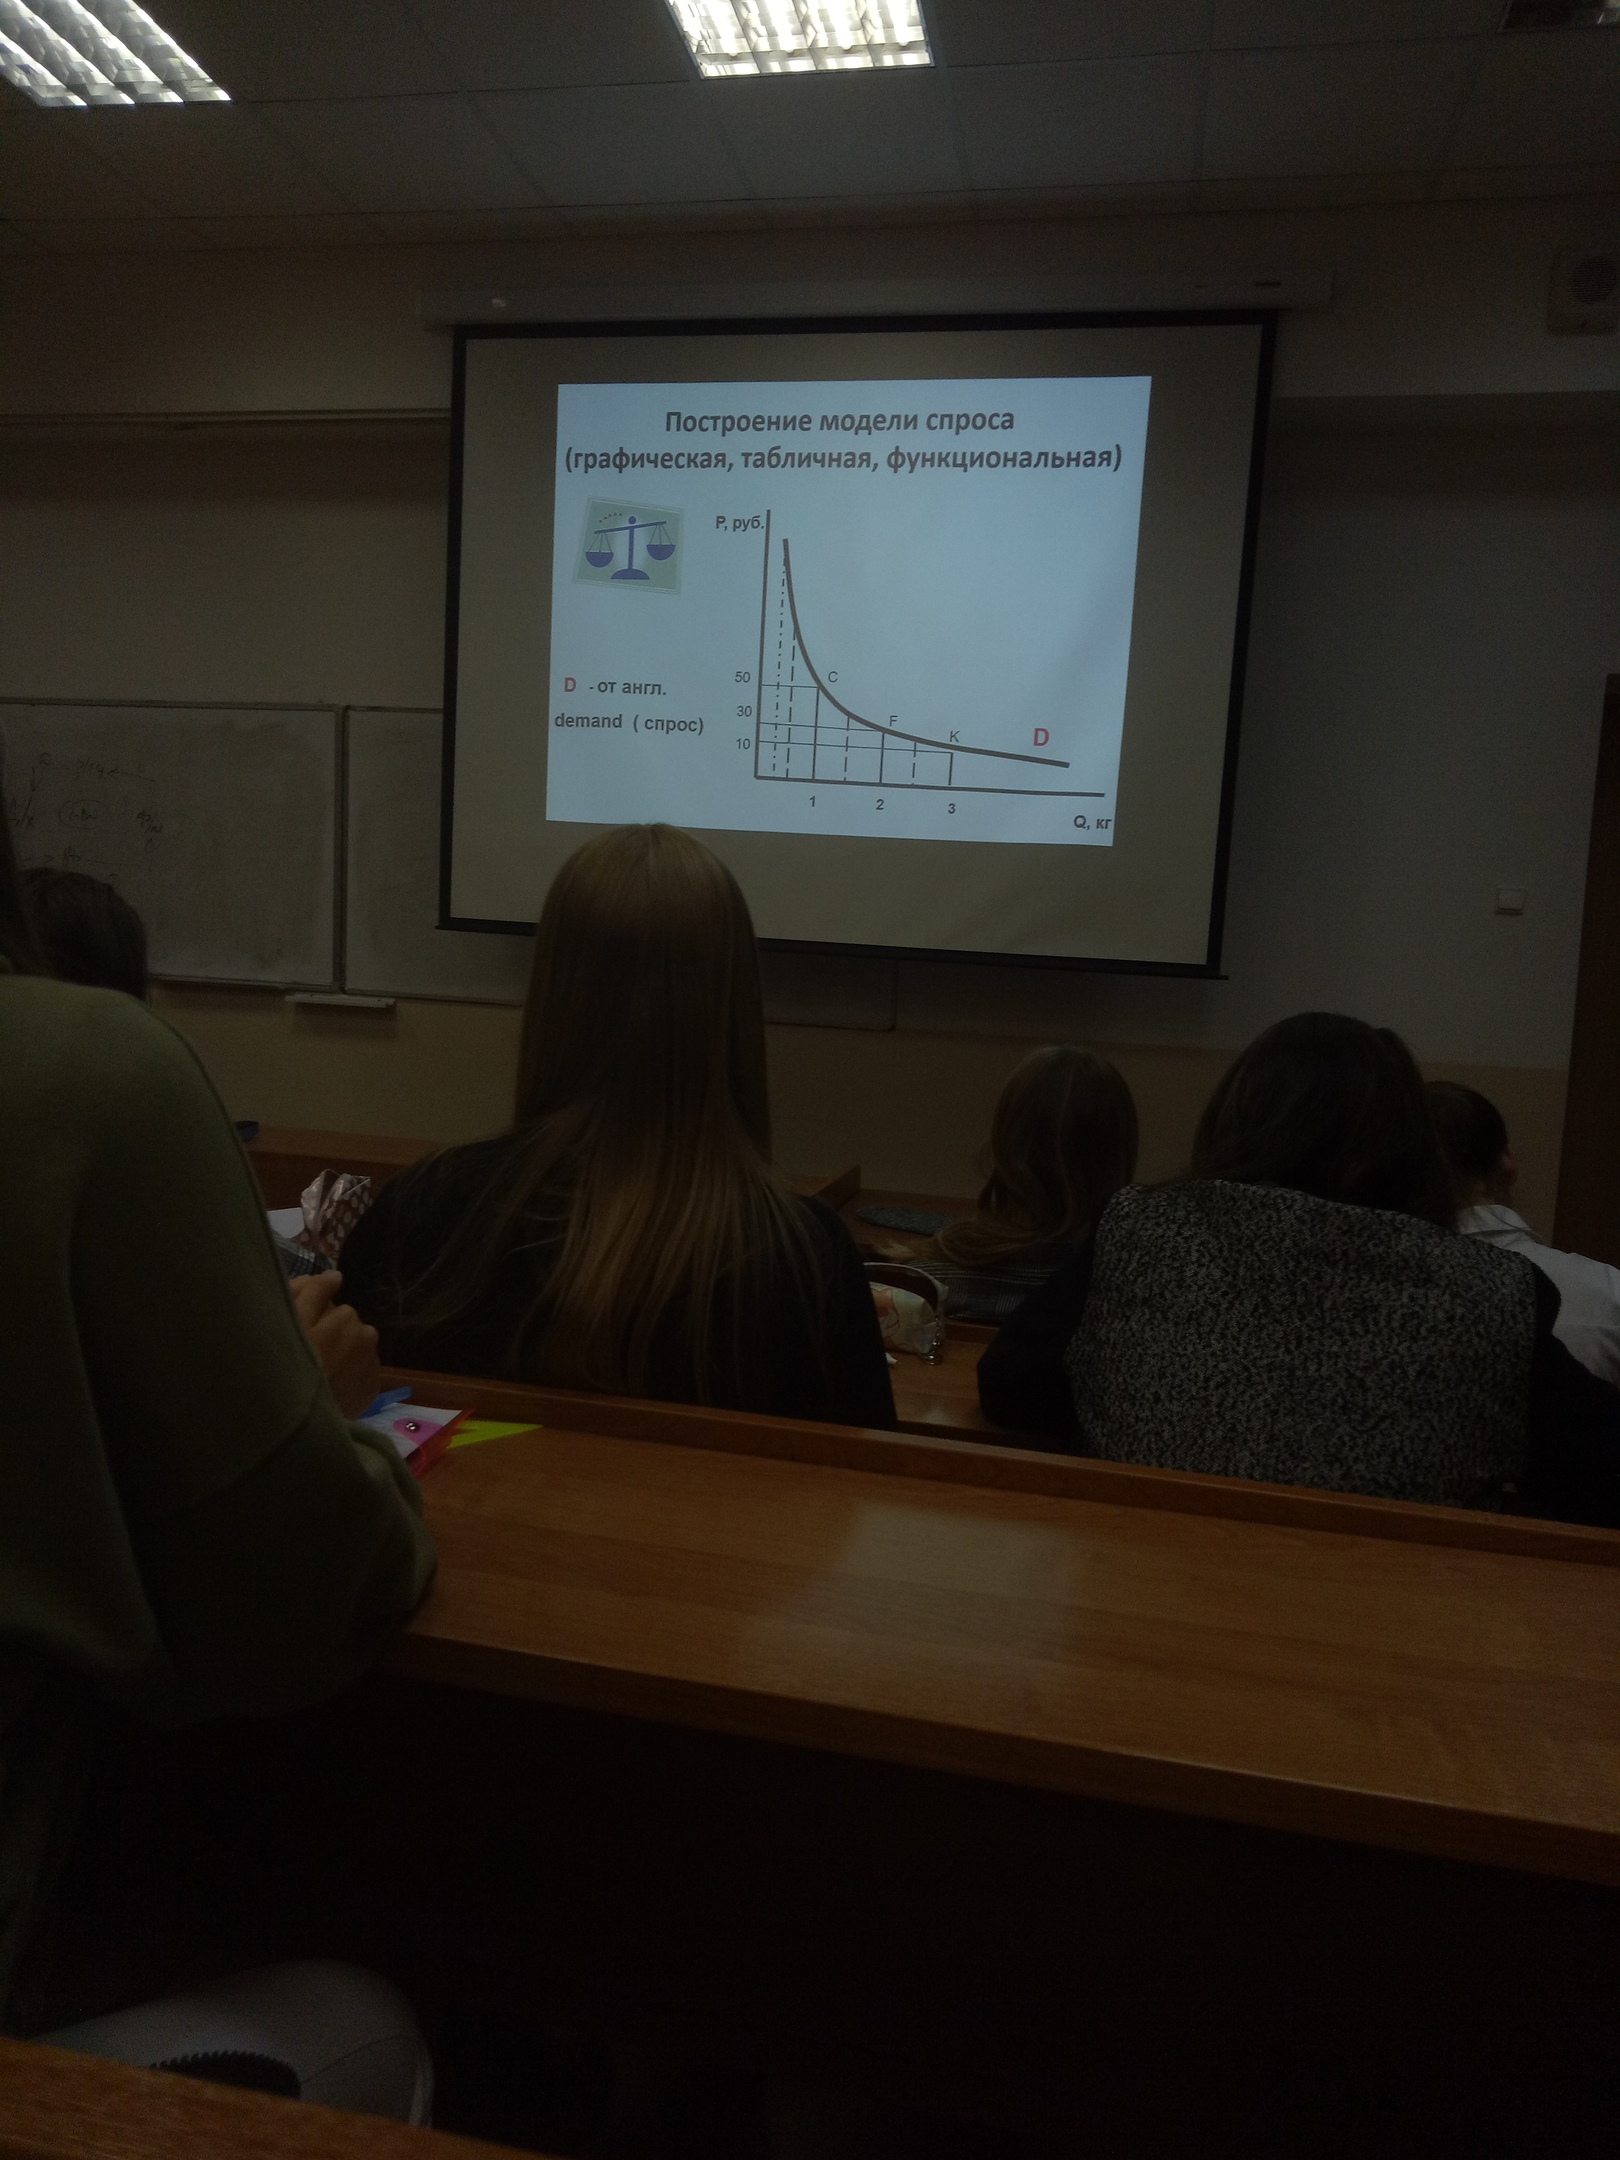 Построение модели спроса
(графическая, табличная, функциональная)
P, руб.
50
30
10
C
F
K
D
D - от англ.
demand ( спрос)
1
2
3
Q, кг